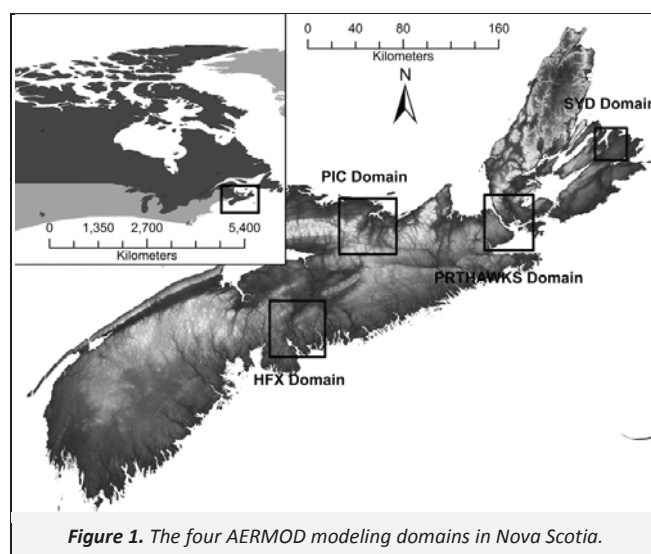 0 40 80 160
Kilometers
N
SYD Domain
PIC Domain
0 1,350 2,700 5,400
Kilometers
PRTHAWKS Domain
HFX Domain
Figure 1. The four AERMOD modeling domains in Nova Scotia.